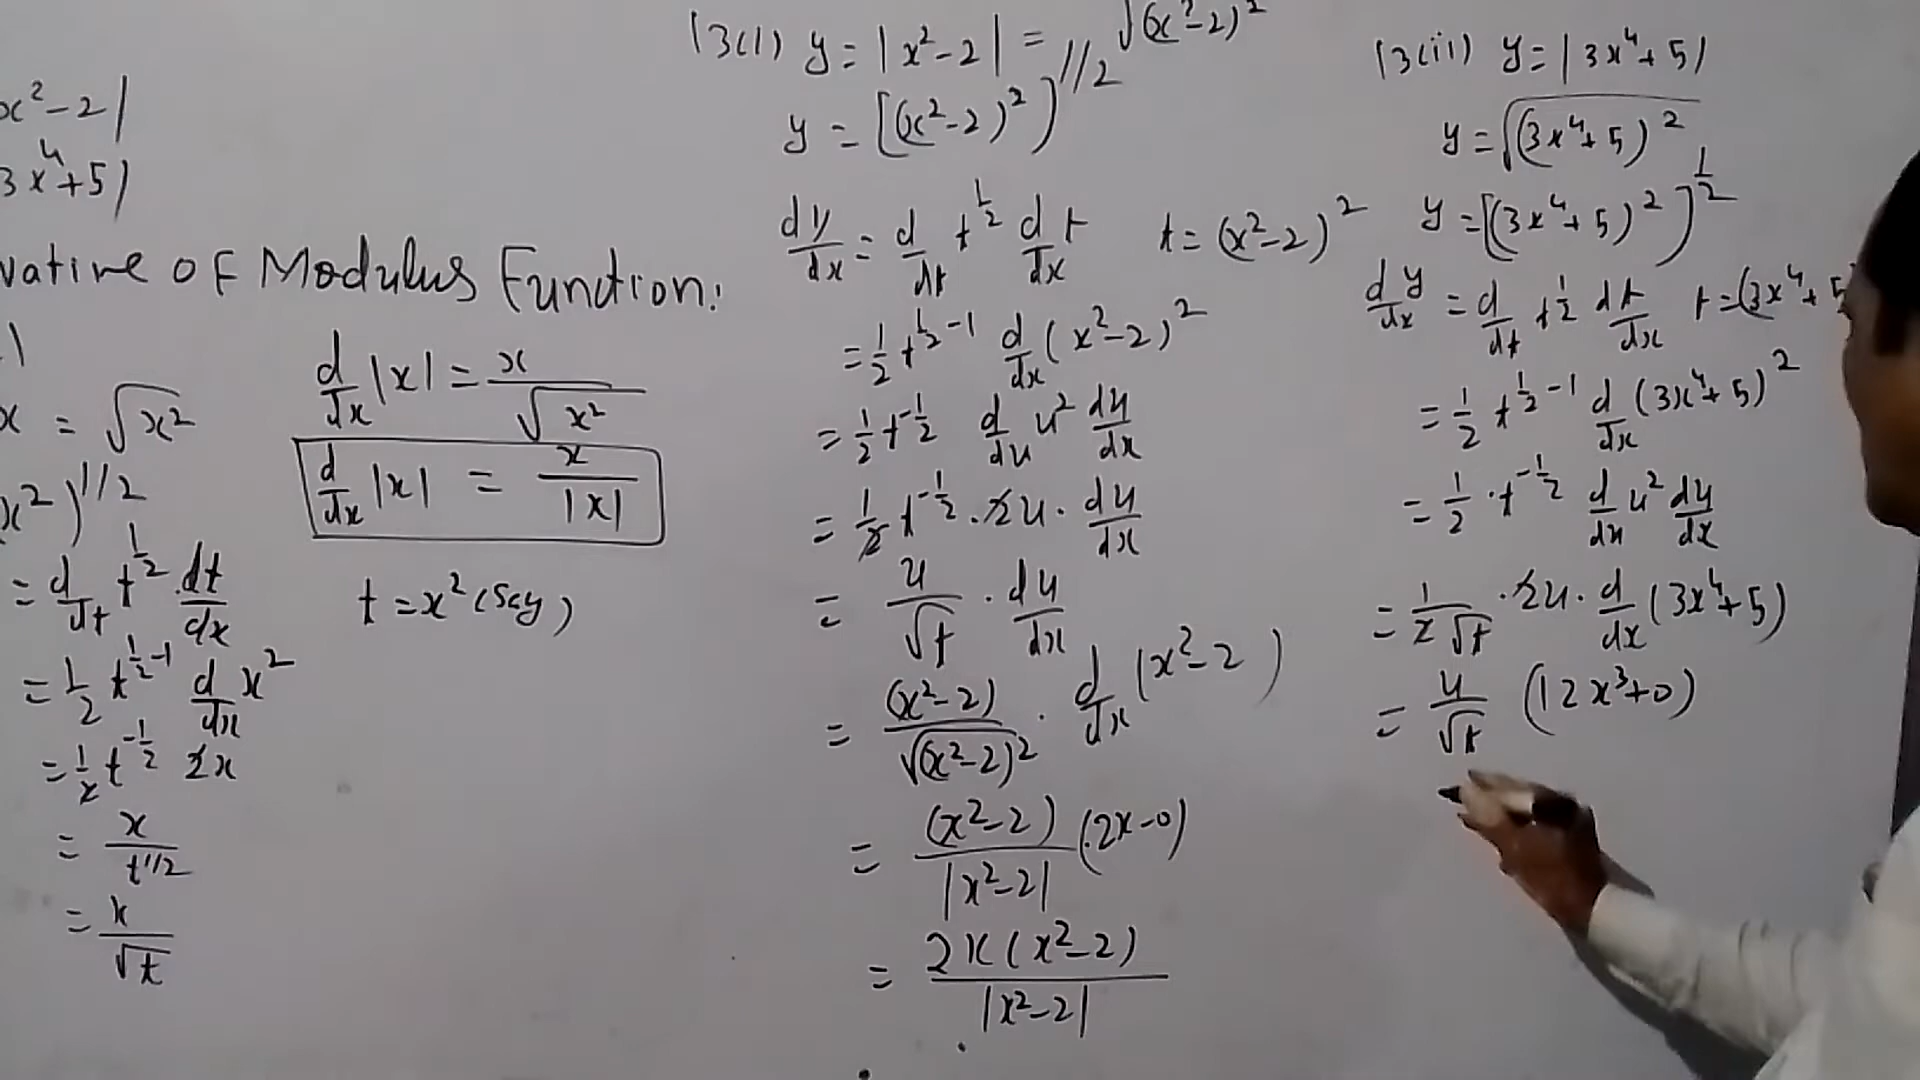 x²-2|
3x⁴+5|
vative of Modulus Function:
x = √x²
x²)^1/2
= d/dt t^1/2 . dt/dx
= 1/2 t^1/2-1 d/dx x²
= 1/2 t^-1/2 2x
= x/t^1/2
= x/√t
d/dx |x| = x/√x²
d/dx |x| = x/|x|
t = x² (Say)
13(i) y = |x²-2| = √(x²-2)²
y = [(x²-2)²]^1/2
dy/dx = d/dt t^1/2 d/dx t t = (x²-2)²
= 1/2 t^1/2-1 d/dx (x²-2)²
= 1/2 t^-1/2 d/du u² du/dx
= 1/2 t^-1/2 . 2u . du/dx
= u/√t . du/dx
= (x²-2)/√(x²-2)² . d/dx (x²-2)
= (x²-2)/|x²-2| (2x-0)
= 2x(x²-2)/|x²-2|
13(ii) y = |3x⁴+5|
y = √(3x⁴+5)²
y = [(3x⁴+5)²]^1/2
dy/dx = d/dt t^1/2 dt/dx t = (3x⁴+5
= 1/2 t^1/2-1 d/dx (3x⁴+5)²
= 1/2 . t^-1/2 d/du u² du/dx
= 1/2√t . 2u . d/dx (3x⁴+5)
= u/√t (12x³+0)